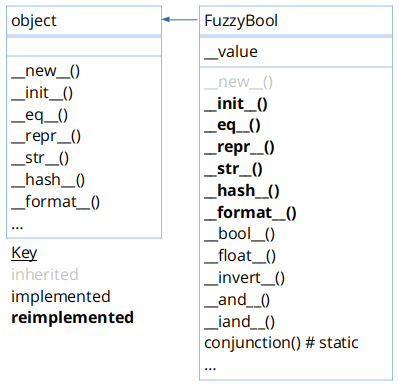 object
__new__()
__init__()
__eq__()
__repr__()
__str__()
__hash__()
__format__()
...
Key
inherited
implemented
reimplemented
FuzzyBool
__value
__new__()
__init__()
__eq__()
__repr__()
__str__()
__hash__()
__format__()
__bool__()
__float__()
__invert__()
__and__()
__iand__()
conjunction() # static
...